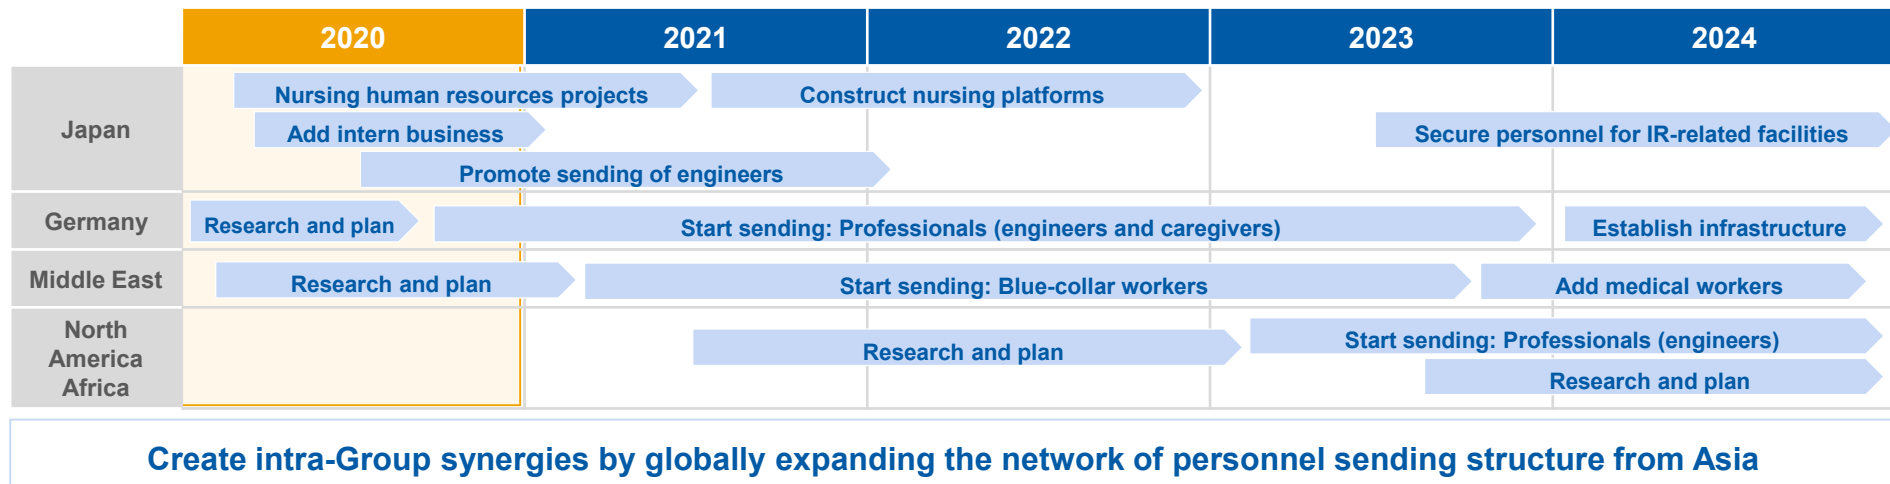 2020
2021
2022
2023
2024
Japan
Nursing human resources projects
Construct nursing platforms
Add intern business
Secure personnel for IR-related facilities
Promote sending of engineers
Germany
Research and plan
Start sending: Professionals (engineers and caregivers)
Establish infrastructure
Middle East
Research and plan
Start sending: Blue-collar workers
Add medical workers
North
America
Africa
Research and plan
Start sending: Professionals (engineers)
Research and plan
Create intra-Group synergies by globally expanding the network of personnel sending structure from Asia